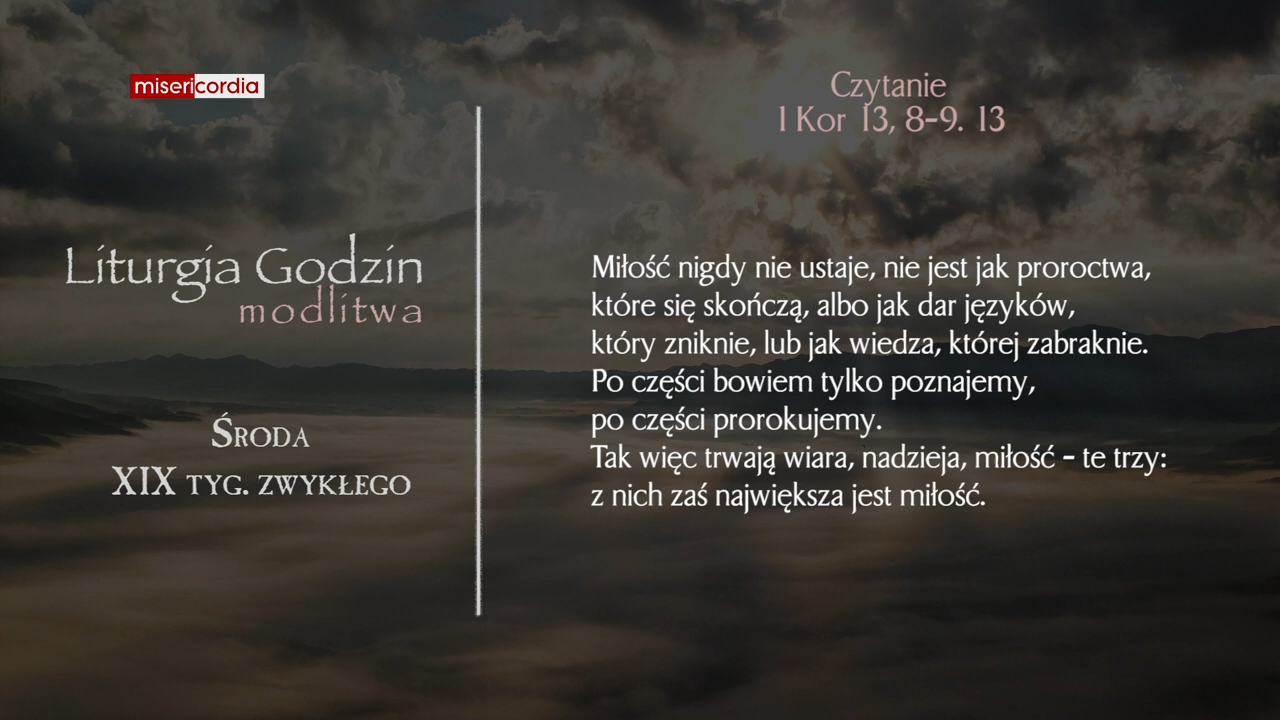 misericordia
Liturgia Godzin
modlitwa
Środa
XIX tyg. zwykłego
Czytanie
1 Kor 13, 8-9. 13
Miłość nigdy nie ustaje, nie jest jak proroctwa,
które się skończą, albo jak dar języków,
który zniknie, lub jak wiedza, której zabraknie.
Po części bowiem tylko poznajemy,
po części prorokujemy.
Tak więc trwają wiara, nadzieja, miłość - te trzy:
z nich zaś największa jest miłość.